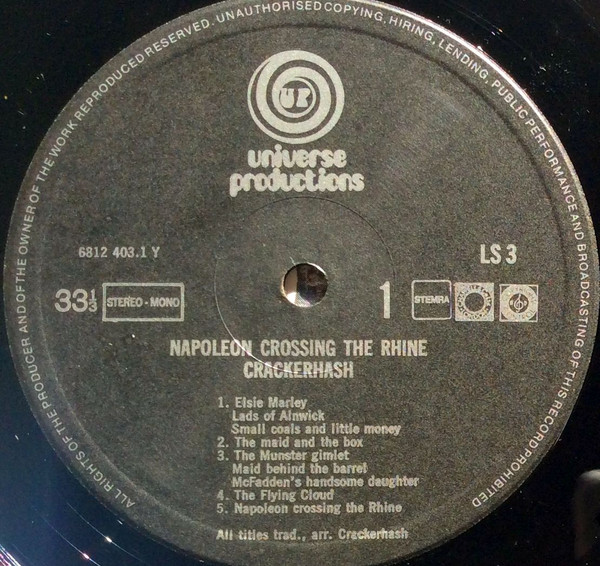 ALL RIGHTS OF THE PRODUCER AND OF THE OWNER OF THE WORK REPRODUCED RESERVED. UNAUTHORISED COPYING, HIRING, LENDING, PUBLIC PERFORMANCE AND BROADCASTING OF THIS RECORD PROHIBITED
UP
universe
productions
6812 403.1 Y
LS 3
33 1/3
STEREO - MONO
1
STEMRA
NAPOLEON CROSSING THE RHINE
CRACKERHASH
1. Elsie Marley
Lads of Alnwick
Small coals and little money
2. The maid and the box
3. The Munster gimlet
Maid behind the barrel
McFadden's handsome daughter
4. The Flying Cloud
5. Napoleon crossing the Rhine
All titles trad., arr. Crackerhash